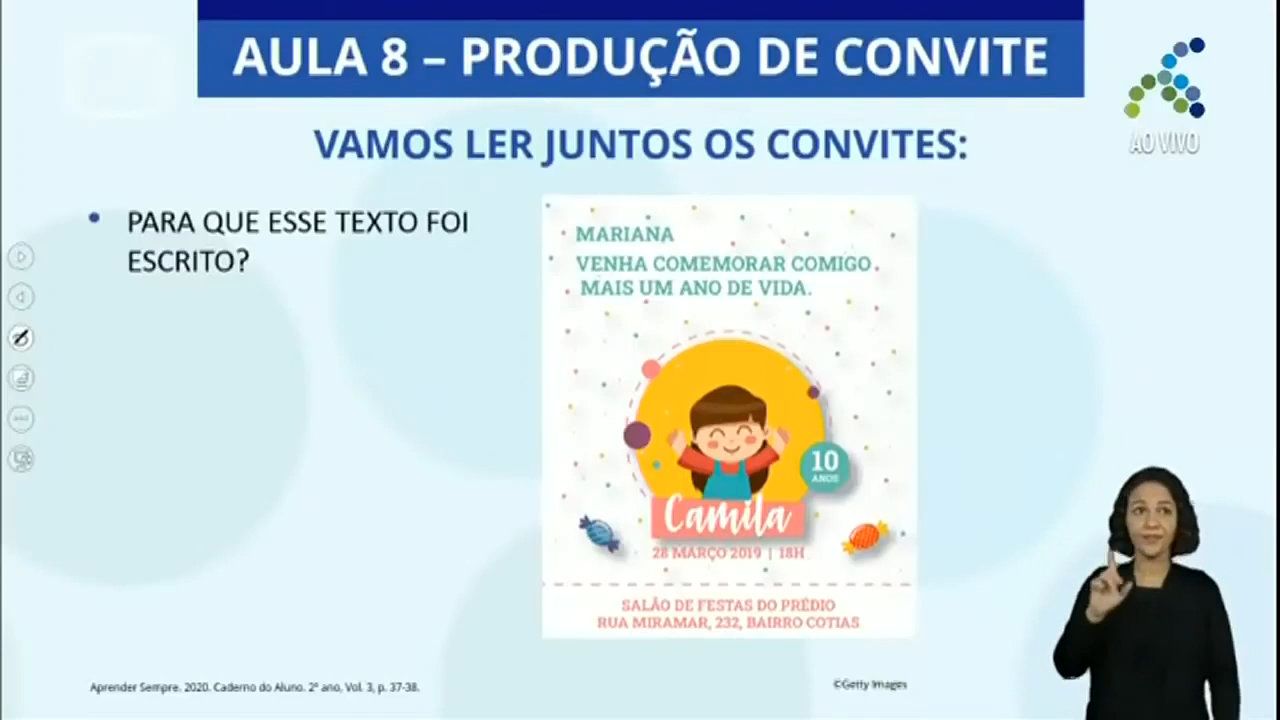 AULA 8 – PRODUÇÃO DE CONVITE
AO VIVO
VAMOS LER JUNTOS OS CONVITES:
• PARA QUE ESSE TEXTO FOI
ESCRITO?
MARIANA
VENHA COMEMORAR COMIGO
MAIS UM ANO DE VIDA.
10
ANOS
Camila
28 MARÇO 2019 | 18H
SALÃO DE FESTAS DO PRÉDIO
RUA MIRAMAR, 232, BAIRRO COTIAS
Aprender Sempre. 2020. Caderno do Aluno. 2º ano, Vol. 3, p. 37-38.
©Getty Images